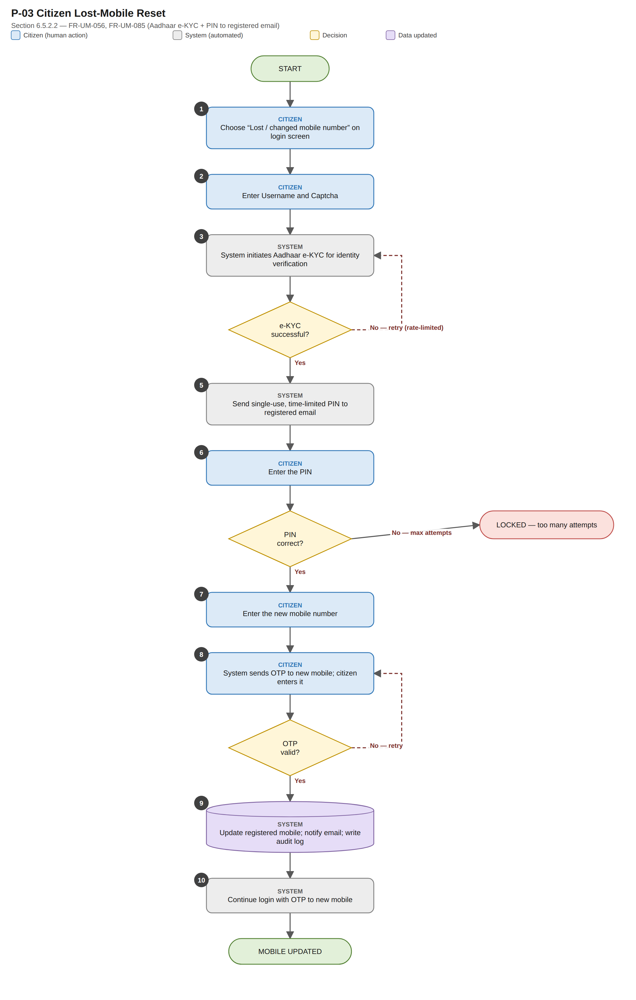 P-03 Citizen Lost-Mobile Reset
Section 6.5.2.2 — FR-UM-056, FR-UM-085 (Aadhaar e-KYC + PIN to registered email)
Citizen (human action)
System (automated)
Decision
Data updated
START
1
CITIZEN
Choose “Lost / changed mobile number” on
login screen
2
CITIZEN
Enter Username and Captcha
3
SYSTEM
System initiates Aadhaar e-KYC for identity
verification
e-KYC
successful?
No — retry (rate-limited)
Yes
5
SYSTEM
Send single-use, time-limited PIN to
registered email
6
CITIZEN
Enter the PIN
PIN
correct?
No — max attempts
LOCKED — too many attempts
Yes
7
CITIZEN
Enter the new mobile number
8
CITIZEN
System sends OTP to new mobile; citizen
enters it
OTP
valid?
No — retry
Yes
9
SYSTEM
Update registered mobile; notify email; write
audit log
10
SYSTEM
Continue login with OTP to new mobile
MOBILE UPDATED